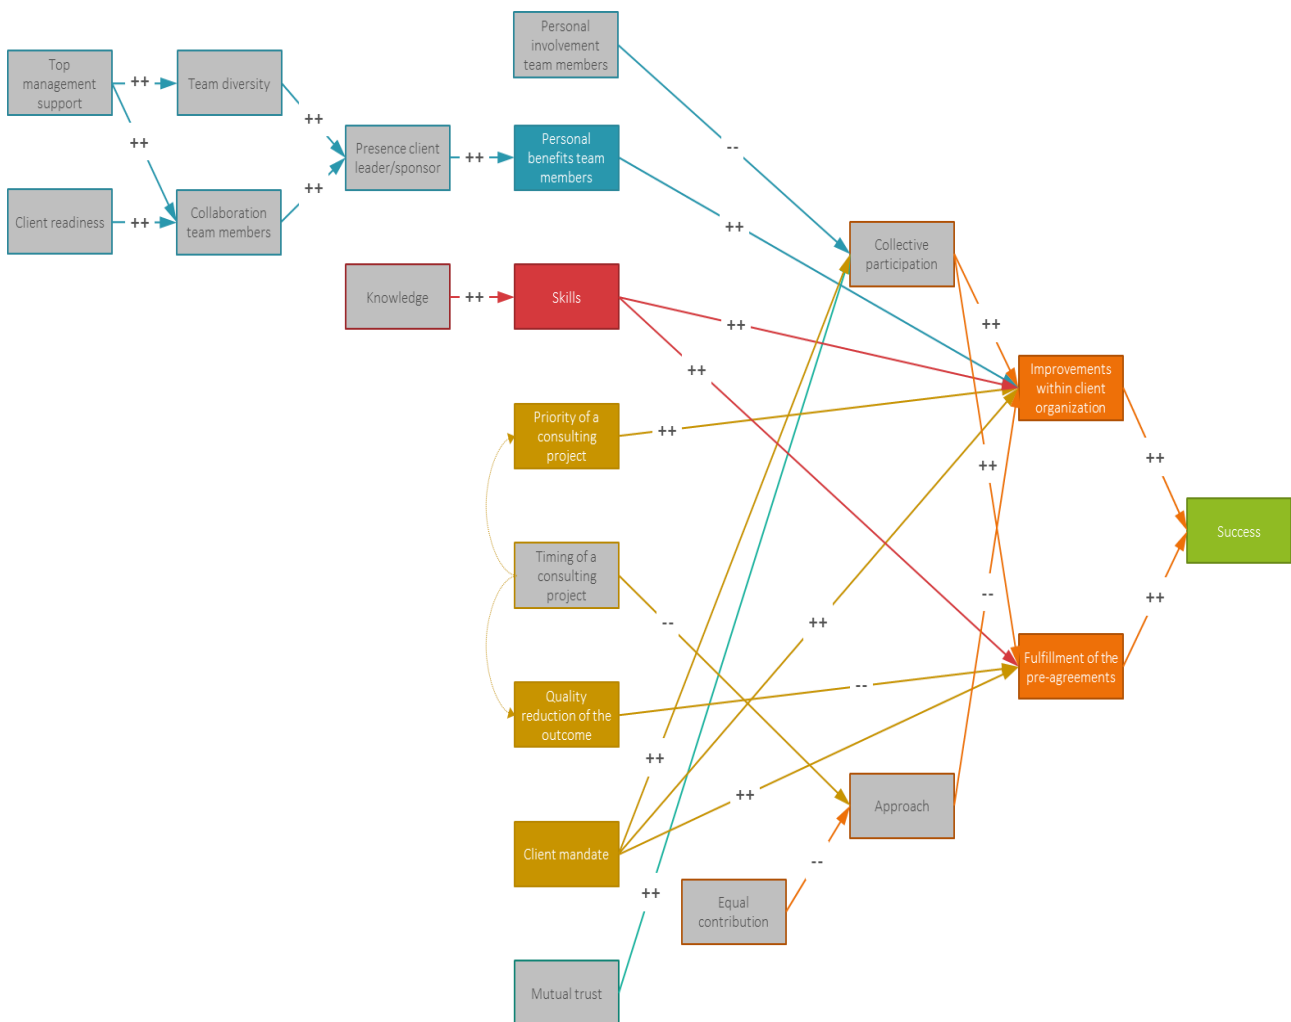 Personal
involvement
team members
Top
management
support
++
Team diversity
++
++
Presence client
leader/sponsor
++
Personal
benefits team
members
--
Client readiness
++
Collaboration
team members
++
++
Collective
participation
Knowledge
++
Skills
++
++
++
Improvements
within client
organization
Priority of a
consulting
project
++
++
++
Success
Timing of a
consulting
project
--
++
--
++
Quality
reduction of the
outcome
--
Fulfillment of the
pre-agreements
++
++
Client mandate
Approach
--
Equal
contribution
++
Mutual trust